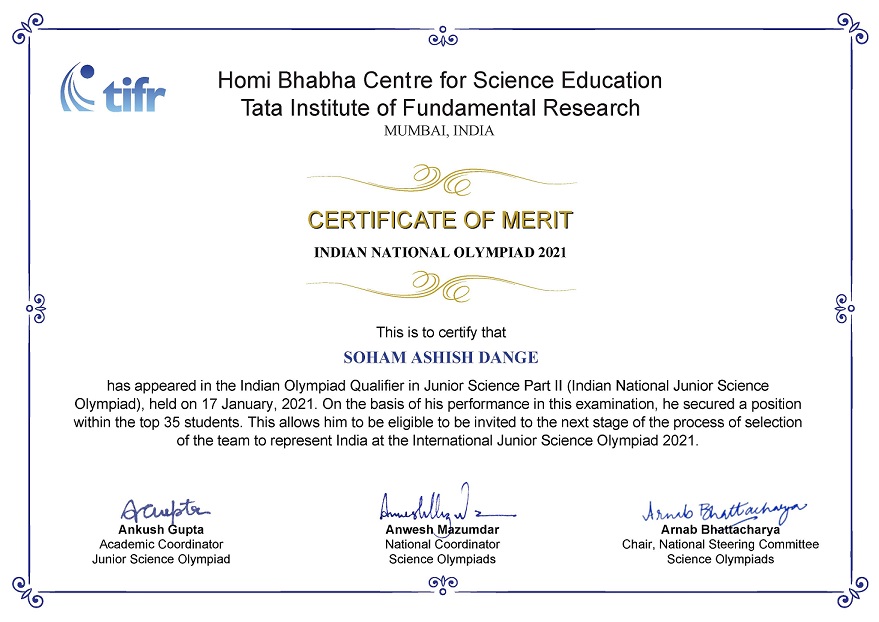 tifr
Homi Bhabha Centre for Science Education
Tata Institute of Fundamental Research
MUMBAI, INDIA
CERTIFICATE OF MERIT
INDIAN NATIONAL OLYMPIAD 2021
This is to certify that
SOHAM ASHISH DANGE
has appeared in the Indian Olympiad Qualifier in Junior Science Part II (Indian National Junior Science
Olympiad), held on 17 January, 2021. On the basis of his performance in this examination, he secured a position
within the top 35 students. This allows him to be eligible to be invited to the next stage of the process of selection
of the team to represent India at the International Junior Science Olympiad 2021.
Arnab Bhattacharya
Ankush Gupta
Academic Coordinator
Junior Science Olympiad
Anwesh Mazumdar
National Coordinator
Science Olympiads
Arnab Bhattacharya
Chair, National Steering Committee
Science Olympiads